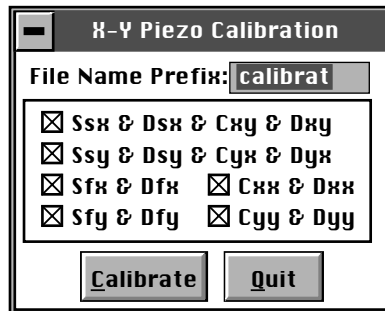 X-Y Piezo Calibration
File Name Prefix: calibrat
Ssx & Dsx & Cxy & Dxy
Ssy & Dsy & Cyx & Dyx
Sfx & Dfx Cxx & Dxx
Sfy & Dfy Cyy & Dyy
Calibrate Quit